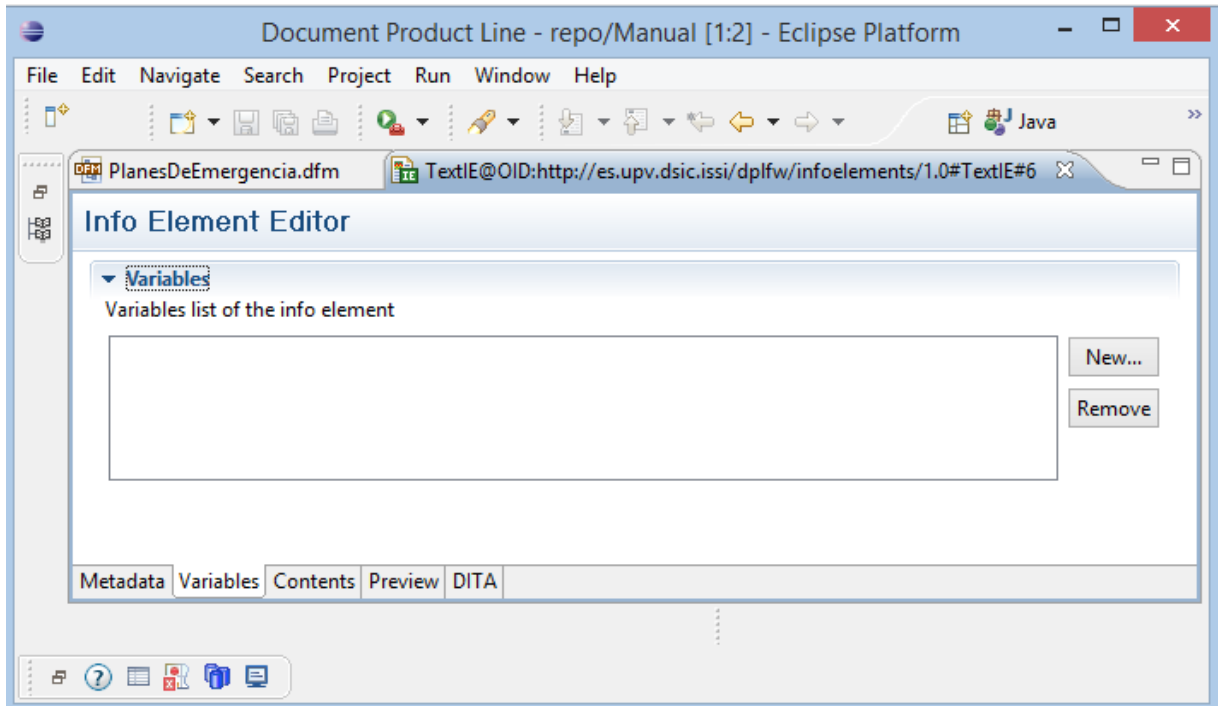 Document Product Line - repo/Manual [1:2] - Eclipse Platform
File Edit Navigate Search Project Run Window Help
Java
PlanesDeEmergencia.dfm TextIE@OID:http://es.upv.dsic.issi/dplfw/infoelements/1.0#TextIE#6
Info Element Editor
Variables
Variables list of the info element
New...
Remove
Metadata Variables Contents Preview DITA